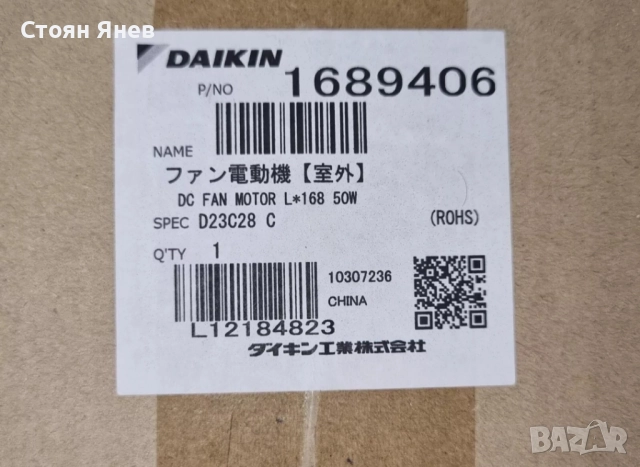 Стоян Янев
DAIKIN
P/NO 1689406
NAME
ファン電動機【室外】
DC FAN MOTOR L*168 50W
SPEC D23C28 C (ROHS)
Q'TY 1
10307236
CHINA
L12184823
ダイキン工業株式会社
BAZAR